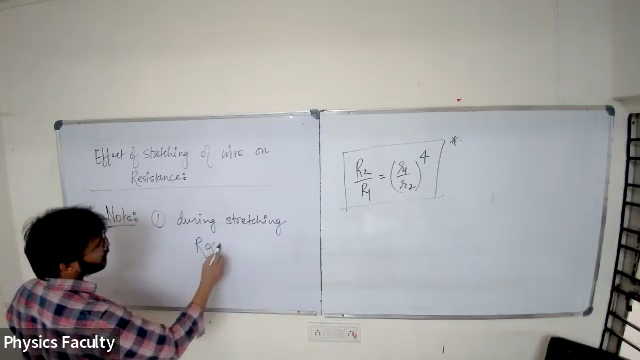 Effect of stretching of wire on
Resistance:
Note: ① during stretching
R∝
R₂/R₁ = (r₁/r₂)⁴ *
Physics Faculty